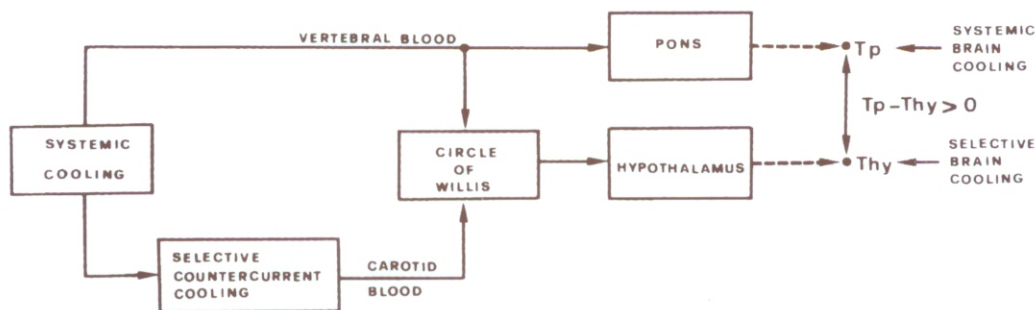 VERTEBRAL BLOOD
PONS
Tp
SYSTEMIC
BRAIN
COOLING
Tp-Thy > 0
SYSTEMIC
COOLING
CIRCLE
OF
WILLIS
HYPOTHALAMUS
Thy
SELECTIVE
BRAIN
COOLING
SELECTIVE
COUNTERCURRENT
COOLING
CAROTID
BLOOD